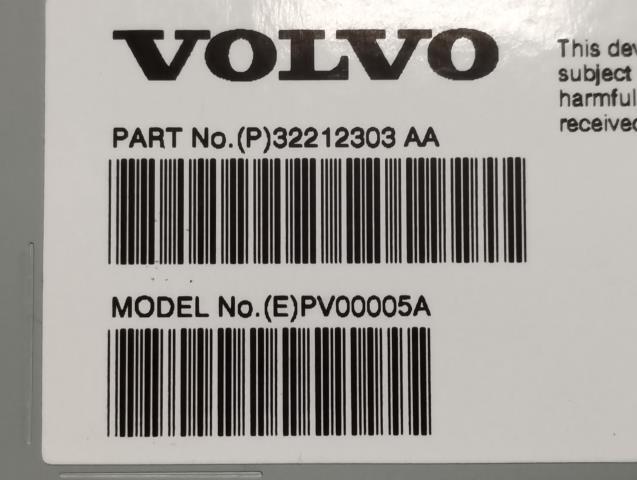 VOLVO
This dev
subject
harmful
received
PART No.(P)32212303 AA
MODEL No.(E)PV00005A